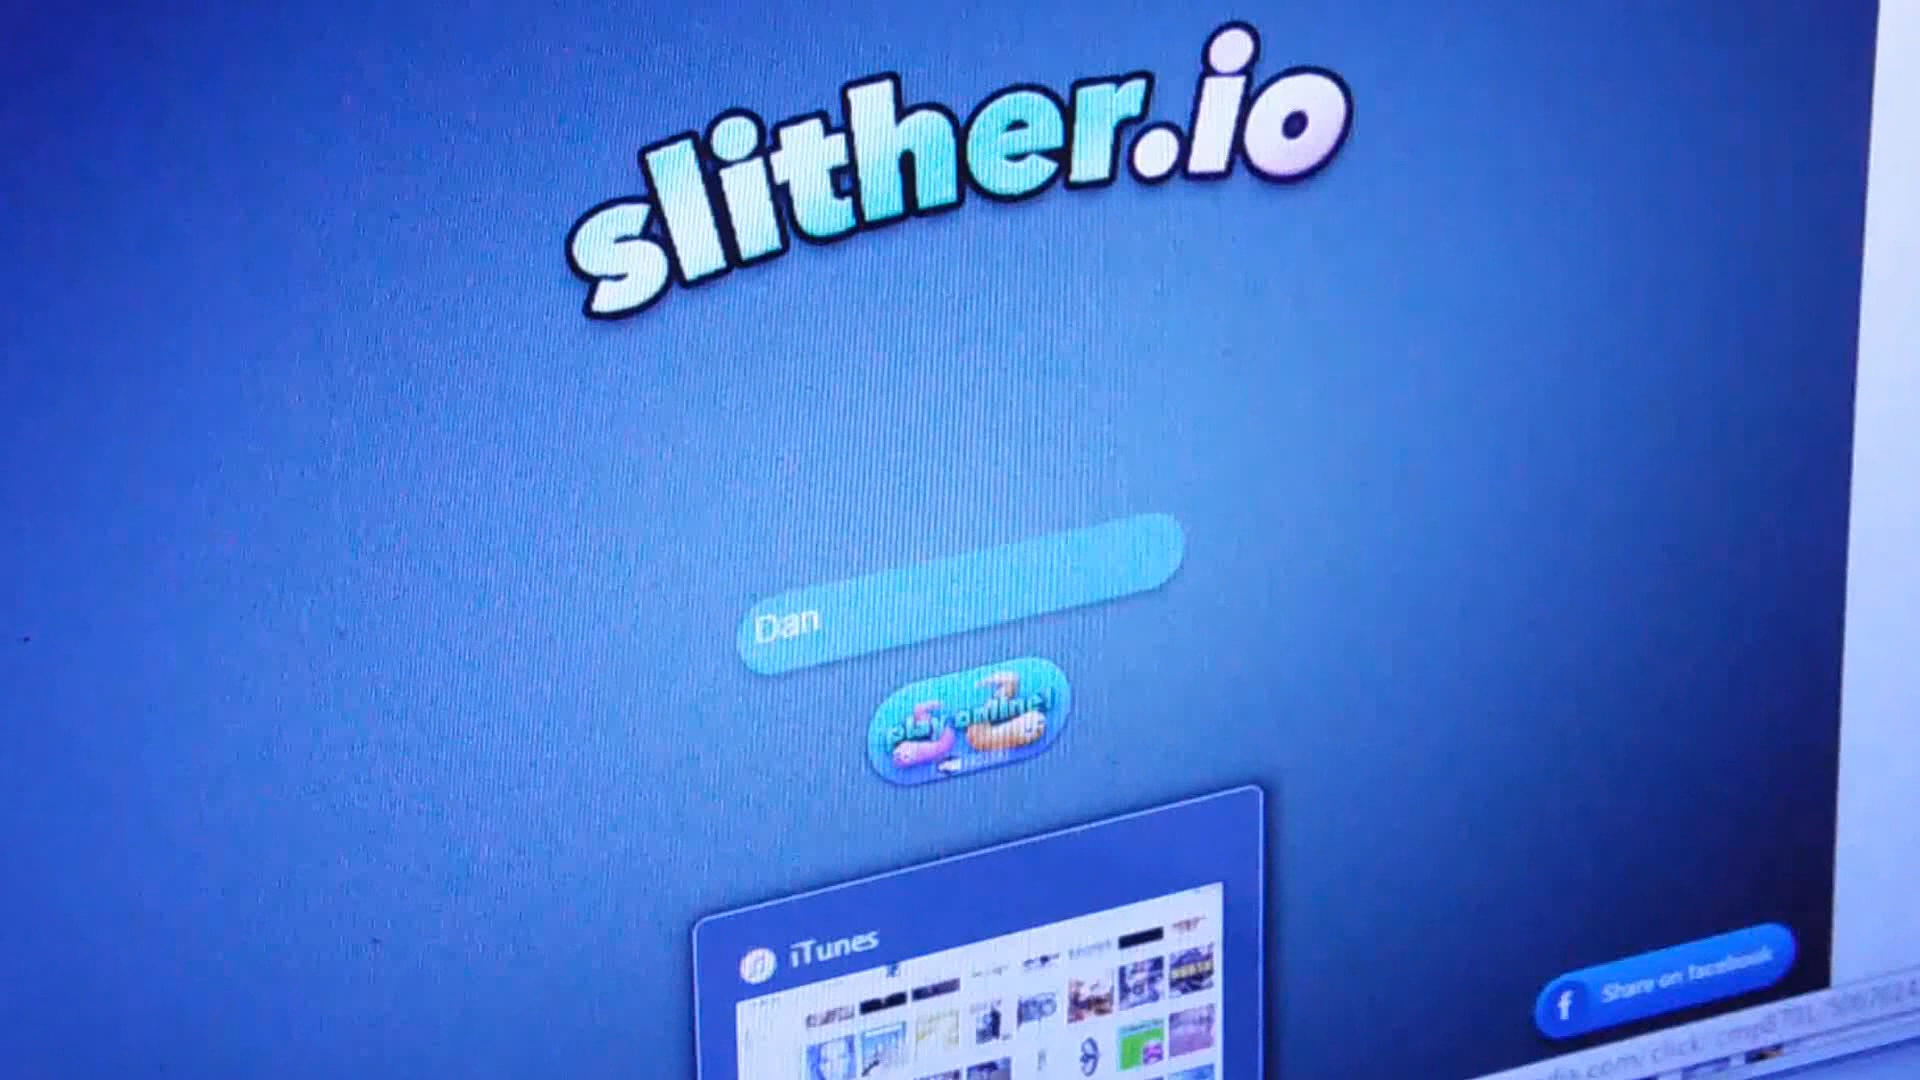 slither.io
Dan
play online!
iTunes
f Share on facebook